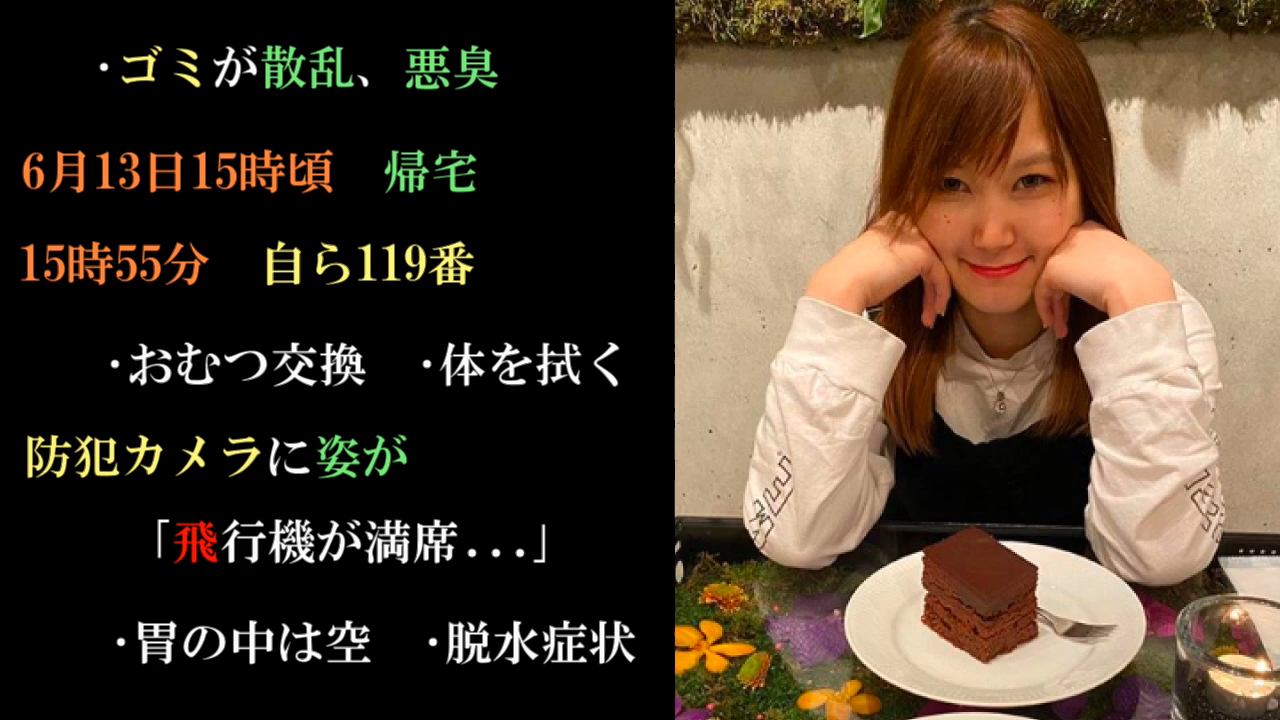 ・ゴミが散乱、悪臭
6月13日15時頃　帰宅
15時55分　自ら119番
・おむつ交換　・体を拭く
防犯カメラに姿が
「飛行機が満席...」
・胃の中は空　・脱水症状